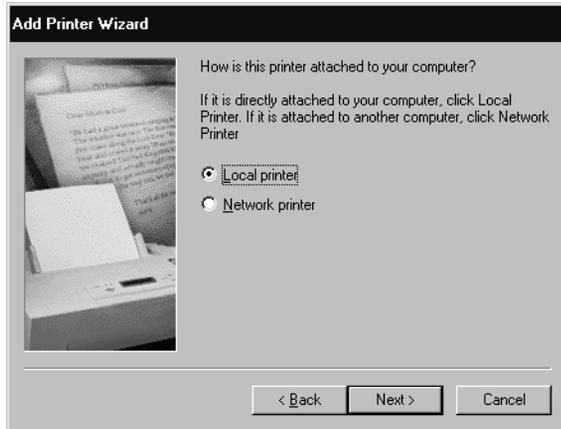 Add Printer Wizard
How is this printer attached to your computer?
If it is directly attached to your computer, click Local
Printer. If it is attached to another computer, click Network
Printer
Local printer
Network printer
< Back
Next >
Cancel